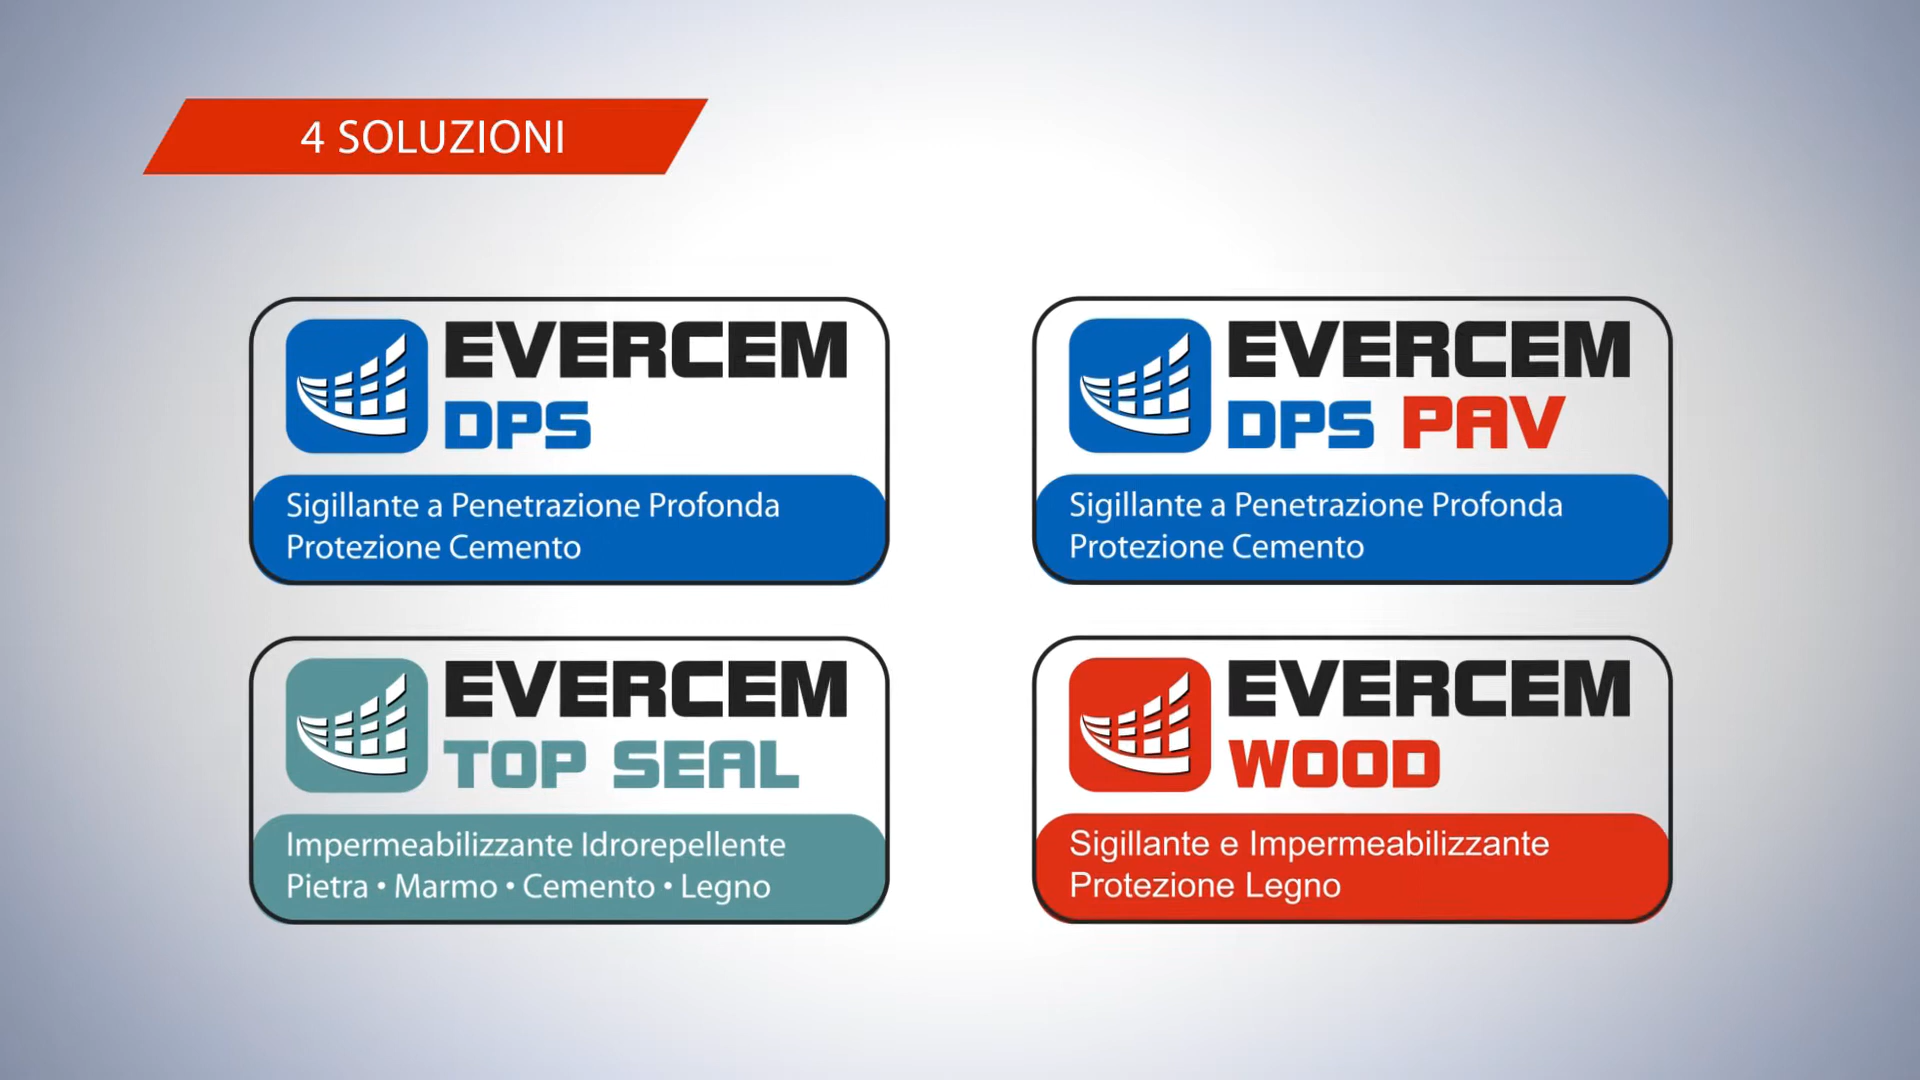 4 SOLUZIONI
EVERCEM
DPS
Sigillante a Penetrazione Profonda
Protezione Cemento
EVERCEM
DPS PAV
Sigillante a Penetrazione Profonda
Protezione Cemento
EVERCEM
TOP SEAL
Impermeabilizzante Idrorepellente
Pietra • Marmo • Cemento • Legno
EVERCEM
WOOD
Sigillante e Impermeabilizzante
Protezione Legno